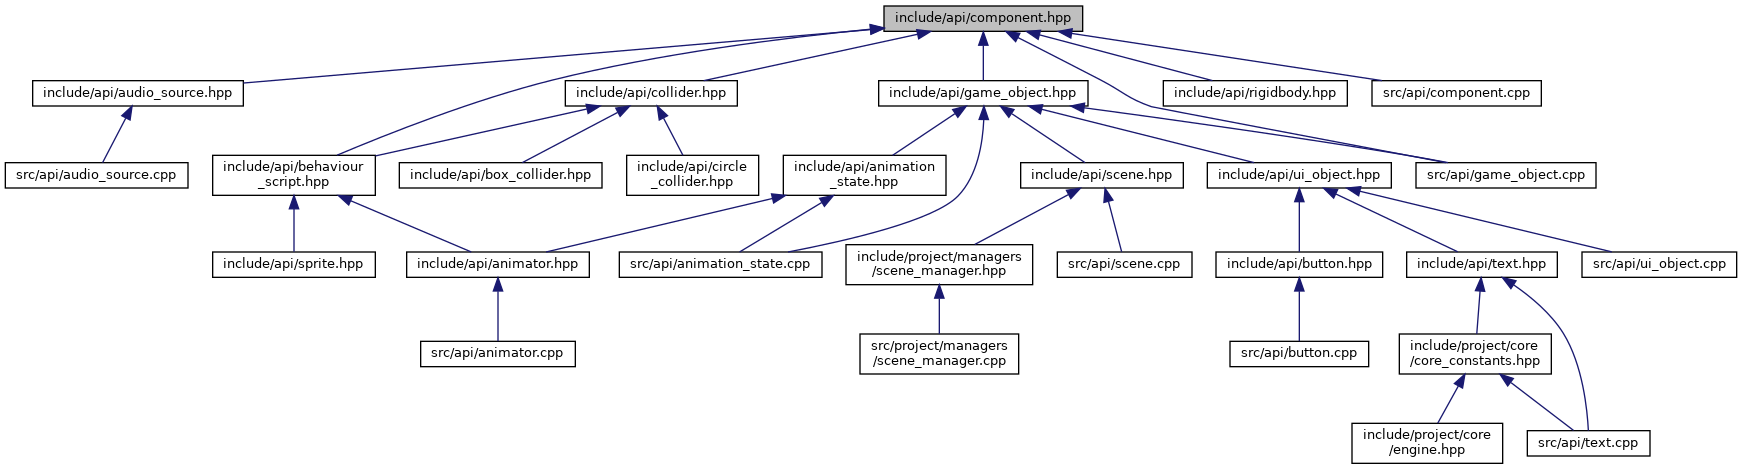 include/api/component.hpp
include/api/audio_source.hpp
include/api/collider.hpp
include/api/game_object.hpp
include/api/rigidbody.hpp
src/api/component.cpp
src/api/audio_source.cpp
include/api/behaviour
_script.hpp
include/api/box_collider.hpp
include/api/circle
_collider.hpp
include/api/animation
_state.hpp
include/api/scene.hpp
include/api/ui_object.hpp
src/api/game_object.cpp
include/api/sprite.hpp
include/api/animator.hpp
src/api/animation_state.cpp
include/project/managers
/scene_manager.hpp
src/api/scene.cpp
include/api/button.hpp
include/api/text.hpp
src/api/ui_object.cpp
src/api/animator.cpp
src/project/managers
/scene_manager.cpp
src/api/button.cpp
include/project/core
/core_constants.hpp
include/project/core
/engine.hpp
src/api/text.cpp